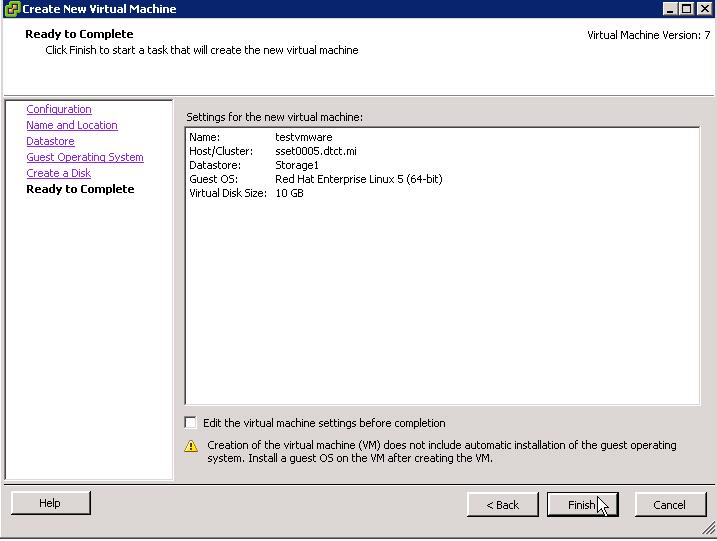 Create New Virtual Machine
Ready to Complete
Virtual Machine Version: 7
Click Finish to start a task that will create the new virtual machine
Configuration
Name and Location
Datastore
Guest Operating System
Create a Disk
Ready to Complete
Settings for the new virtual machine:
Name: testvmware
Host/Cluster: sset0005.dtct.mi
Datastore: Storage1
Guest OS: Red Hat Enterprise Linux 5 (64-bit)
Virtual Disk Size: 10 GB
Edit the virtual machine settings before completion
Creation of the virtual machine (VM) does not include automatic installation of the guest operating
system. Install a guest OS on the VM after creating the VM.
Help
< Back
Finish
Cancel